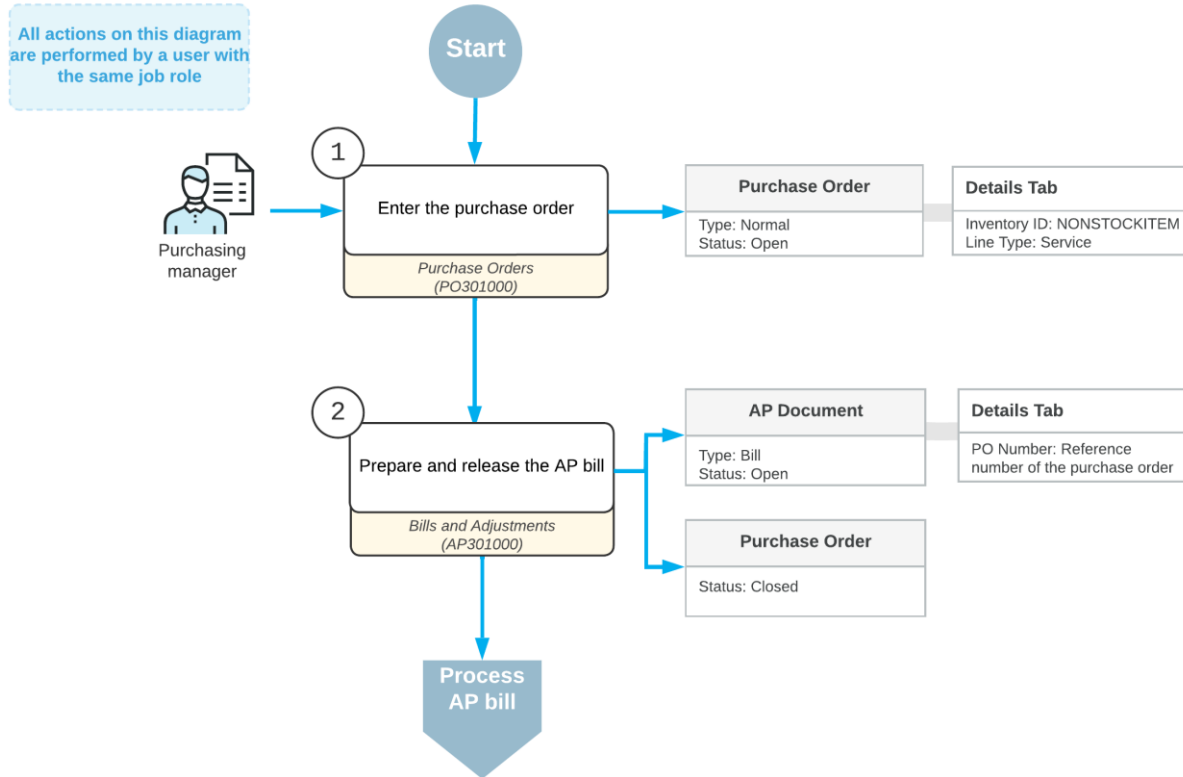 All actions on this diagram
are performed by a user with
the same job role
Start
1
Enter the purchase order
Purchase Orders
(PO301000)
Purchasing
manager
Purchase Order
Type: Normal
Status: Open
Details Tab
Inventory ID: NONSTOCKITEM
Line Type: Service
2
Prepare and release the AP bill
Bills and Adjustments
(AP301000)
AP Document
Type: Bill
Status: Open
Details Tab
PO Number: Reference
number of the purchase order
Purchase Order
Status: Closed
Process
AP bill